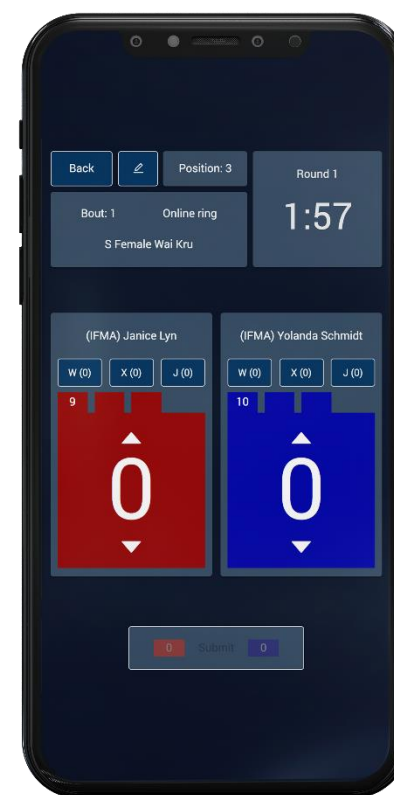 Back
Position: 3
Round 1
1:57
Bout: 1 Online ring
S Female Wai Kru
(IFMA) Janice Lyn
W (0) X (0) J (0)
9
0
(IFMA) Yolanda Schmidt
W (0) X (0) J (0)
10
0
0 Submit 0